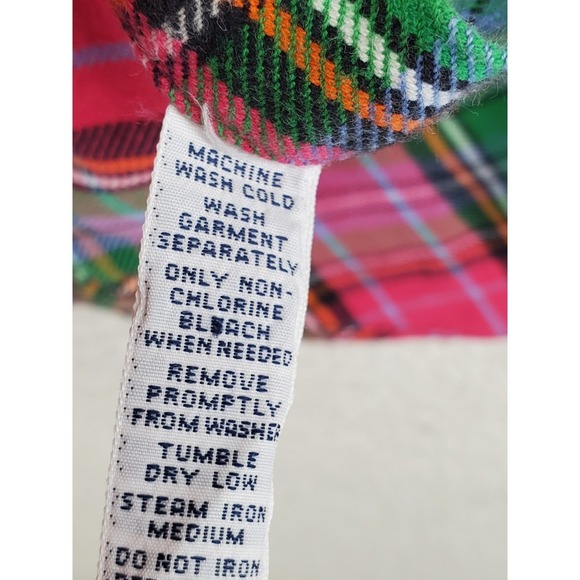 MACHINE
WASH COLD
WASH
GARMENT
SEPARATELY
ONLY NON-
CHLORINE
BLEACH
WHEN NEEDED
REMOVE
PROMPTLY
FROM WASHER
TUMBLE
DRY LOW
STEAM IRON
MEDIUM
DO NOT IRON